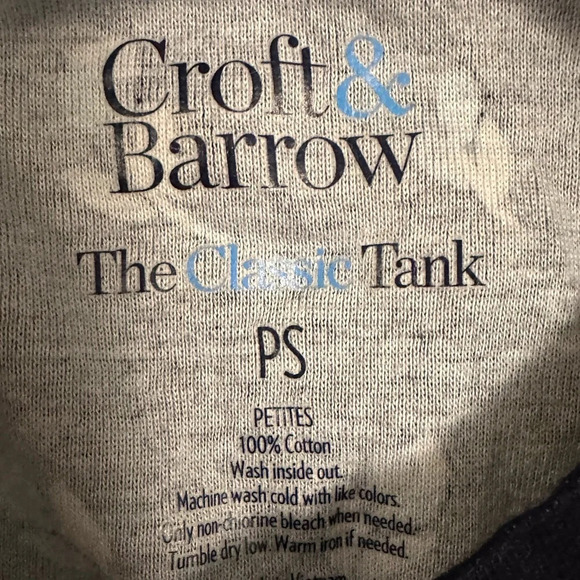 Croft &
Barrow
The Classic Tank
PS
PETITES
100% Cotton
Wash inside out.
Machine wash cold with like colors.
Only non-chlorine bleach when needed.
Tumble dry low. Warm iron if needed.
Vietnam